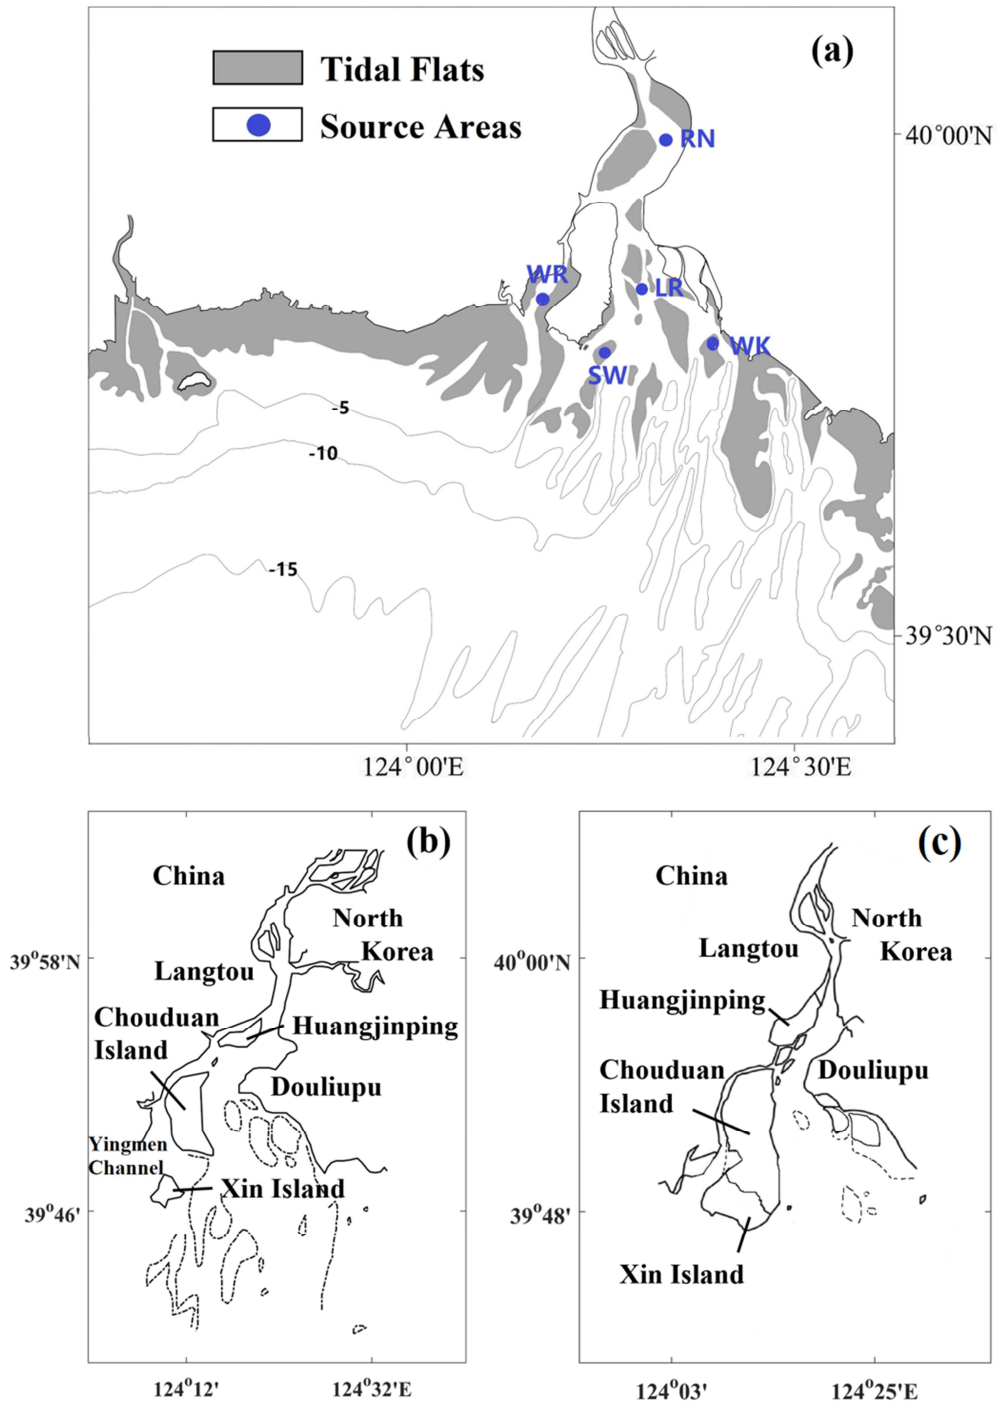 (a)
Tidal Flats
Source Areas
40°00'N
RN
WR
LR
WK
SW
-5
-10
-15
39°30'N
124°00'E
124°30'E
(b)
China
North
Korea
39°58'N
Langtou
Chouduan
Island
Huangjinping
Douliupu
Yingmen
Channel
Xin Island
39°46'
124°12'
124°32'E
(c)
China
North
Korea
Langtou
40°00'N
Huangjinping
Chouduan
Island
Douliupu
39°48'
Xin Island
124°03'
124°25'E